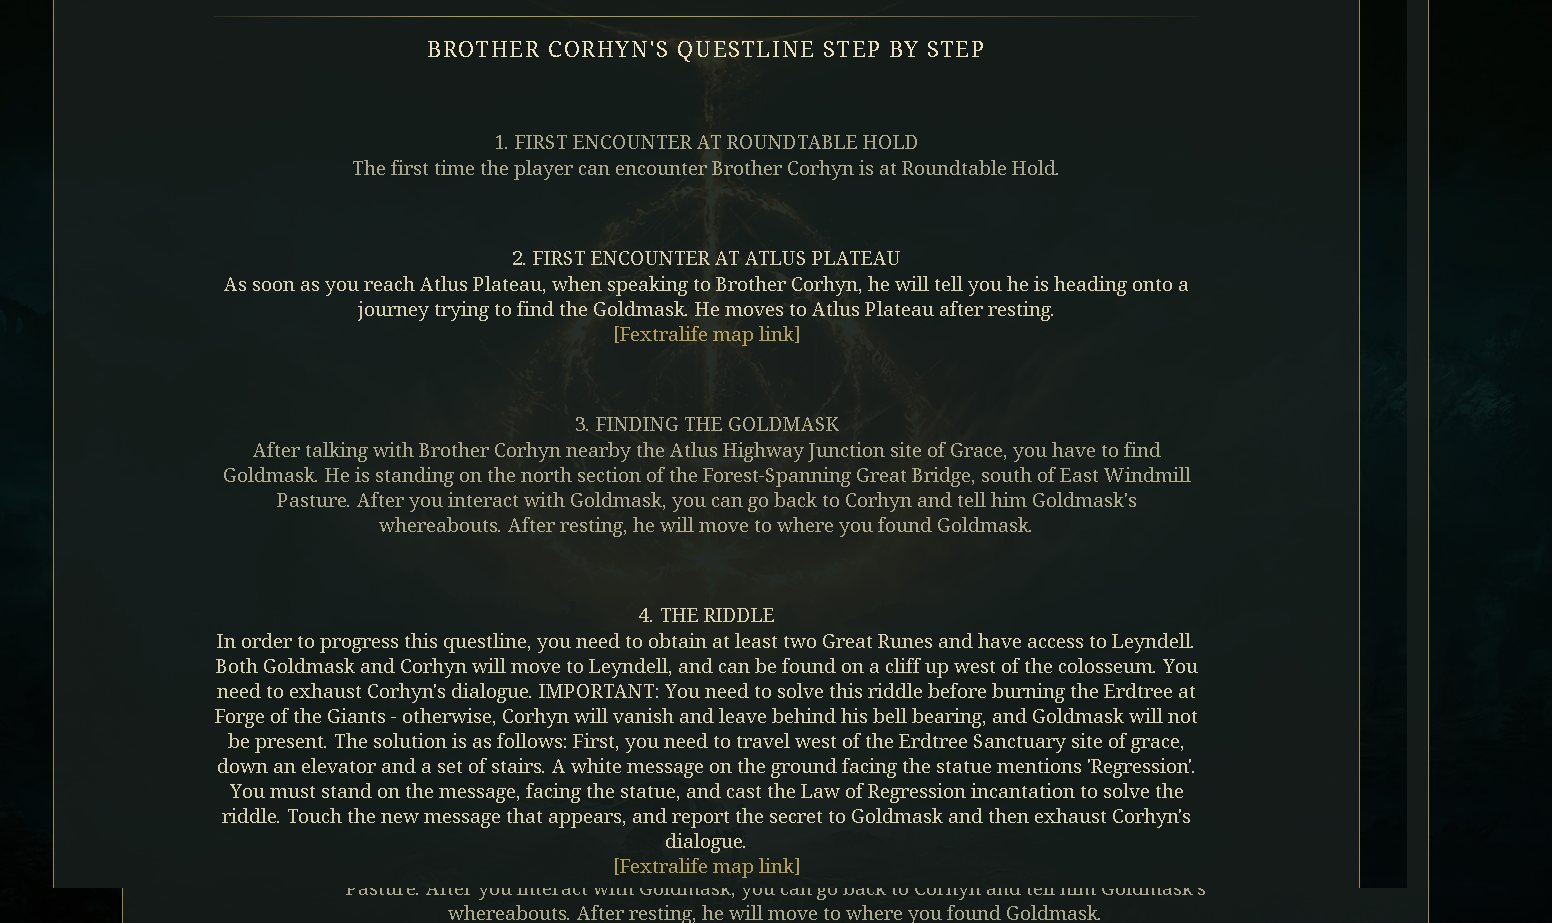 BROTHER CORHYN'S QUESTLINE STEP BY STEP
1. FIRST ENCOUNTER AT ROUNDTABLE HOLD
The first time the player can encounter Brother Corhyn is at Roundtable Hold.
2. FIRST ENCOUNTER AT ATLUS PLATEAU
As soon as you reach Atlus Plateau, when speaking to Brother Corhyn, he will tell you he is heading onto a
journey trying to find the Goldmask. He moves to Atlus Plateau after resting.
[Fextralife map link]
3. FINDING THE GOLDMASK
After talking with Brother Corhyn nearby the Atlus Highway Junction site of Grace, you have to find
Goldmask. He is standing on the north section of the Forest-Spanning Great Bridge, south of East Windmill
Pasture. After you interact with Goldmask, you can go back to Corhyn and tell him Goldmask's
whereabouts. After resting, he will move to where you found Goldmask.
4. THE RIDDLE
In order to progress this questline, you need to obtain at least two Great Runes and have access to Leyndell.
Both Goldmask and Corhyn will move to Leyndell, and can be found on a cliff up west of the colosseum. You
need to exhaust Corhyn's dialogue. IMPORTANT: You need to solve this riddle before burning the Erdtree at
Forge of the Giants - otherwise, Corhyn will vanish and leave behind his bell bearing, and Goldmask will not
be present. The solution is as follows: First, you need to travel west of the Erdtree Sanctuary site of grace,
down an elevator and a set of stairs. A white message on the ground facing the statue mentions 'Regression'.
You must stand on the message, facing the statue, and cast the Law of Regression incantation to solve the
riddle. Touch the new message that appears, and report the secret to Goldmask and then exhaust Corhyn's
dialogue.
[Fextralife map link]
Pasture. After you interact with Goldmask, you can go back to Corhyn and tell him Goldmask's
whereabouts. After resting, he will move to where you found Goldmask.